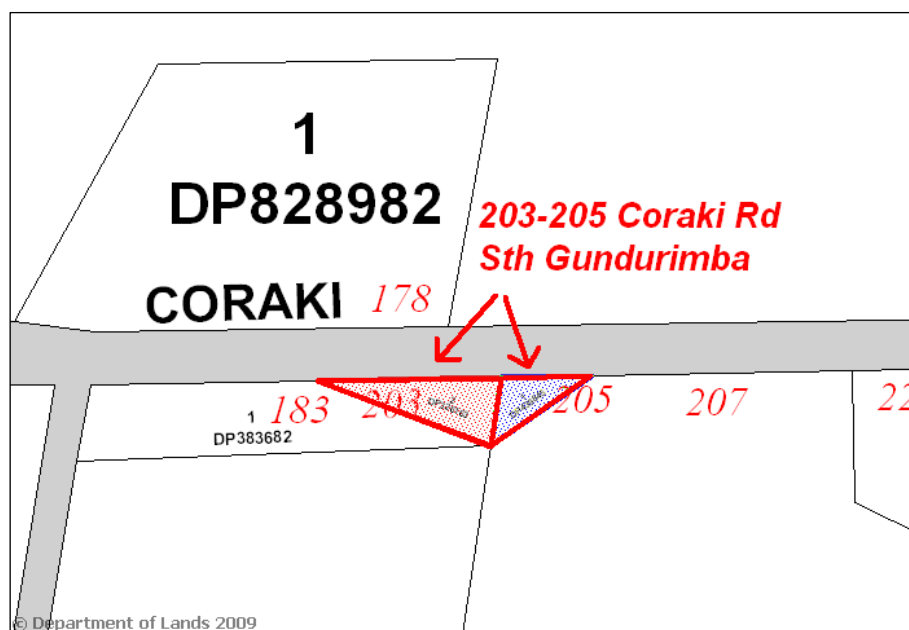 1
DP828982
203-205 Coraki Rd
Sth Gundurimba
CORAKI 178
183 203 205 207 22
1
DP383682
© Department of Lands 2009